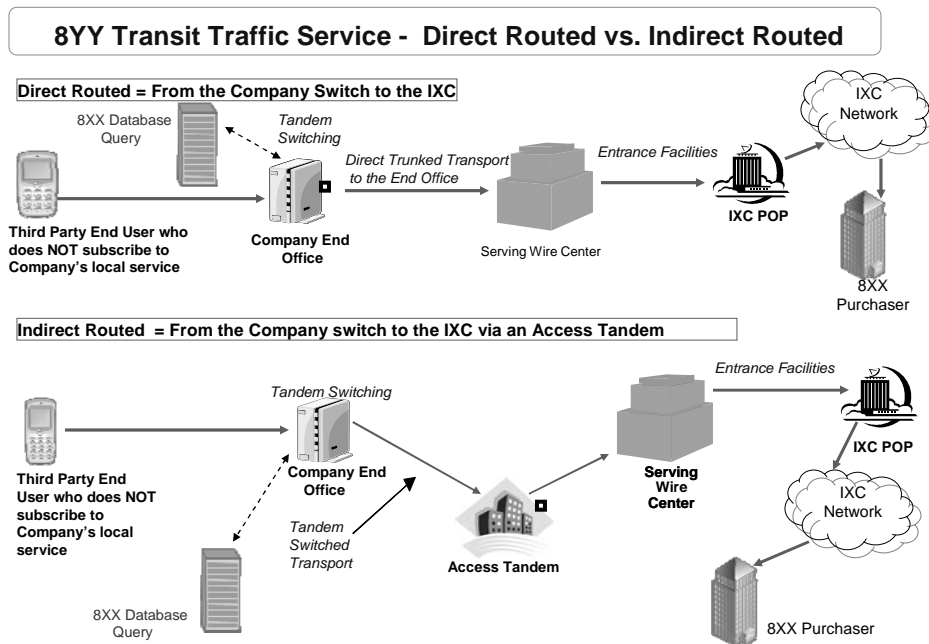 8YY Transit Traffic Service - Direct Routed vs. Indirect Routed
Direct Routed = From the Company Switch to the IXC
8XX Database
Query
Tandem
Switching
Direct Trunked Transport
to the End Office
Entrance Facilities
IXC
Network
Third Party End User who
does NOT subscribe to
Company's local service
Company End
Office
Serving Wire Center
IXC POP
8XX
Purchaser
Indirect Routed = From the Company switch to the IXC via an Access Tandem
Tandem Switching
Entrance Facilities
Third Party End
User who does NOT
subscribe to
Company's local
service
Company End
Office
Serving
Wire
Center
IXC POP
Tandem
Switched
Transport
Access Tandem
IXC
Network
8XX Database
Query
8XX Purchaser